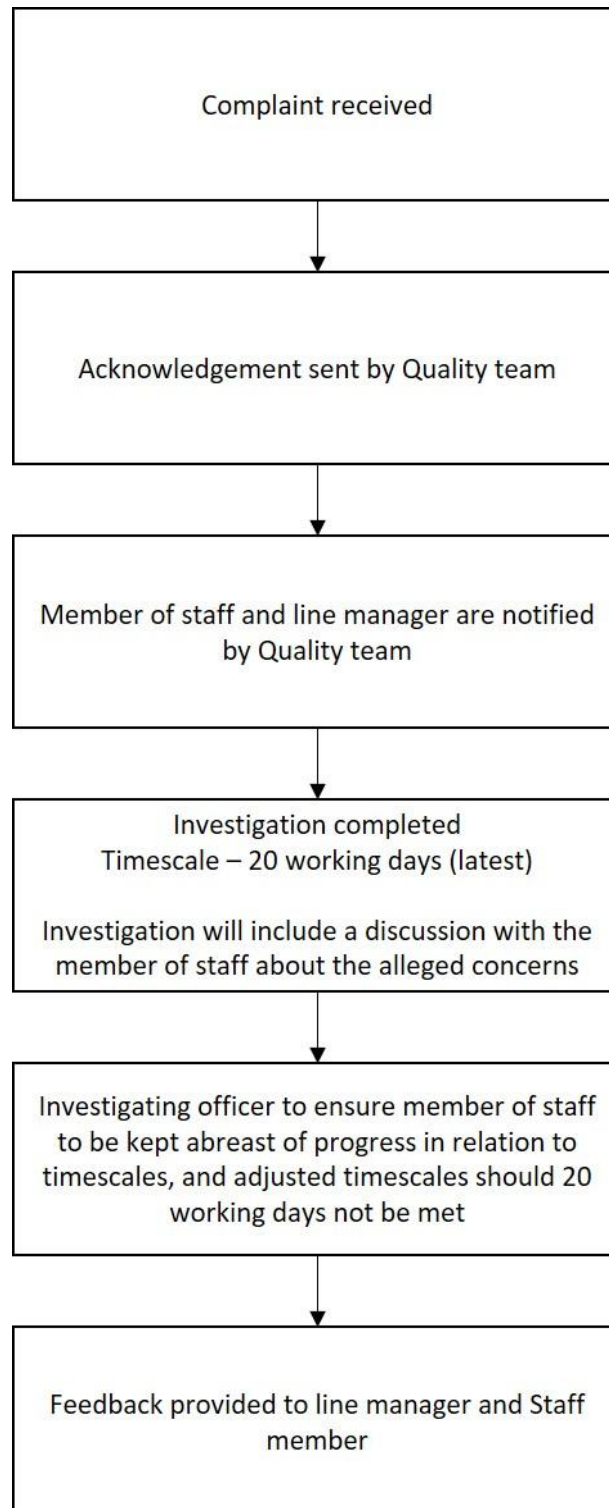 Complaint received
Acknowledgement sent by Quality team
Member of staff and line manager are notified
by Quality team
Investigation completed
Timescale – 20 working days (latest)
Investigation will include a discussion with the
member of staff about the alleged concerns
Investigating officer to ensure member of staff
to be kept abreast of progress in relation to
timescales, and adjusted timescales should 20
working days not be met
Feedback provided to line manager and Staff
member